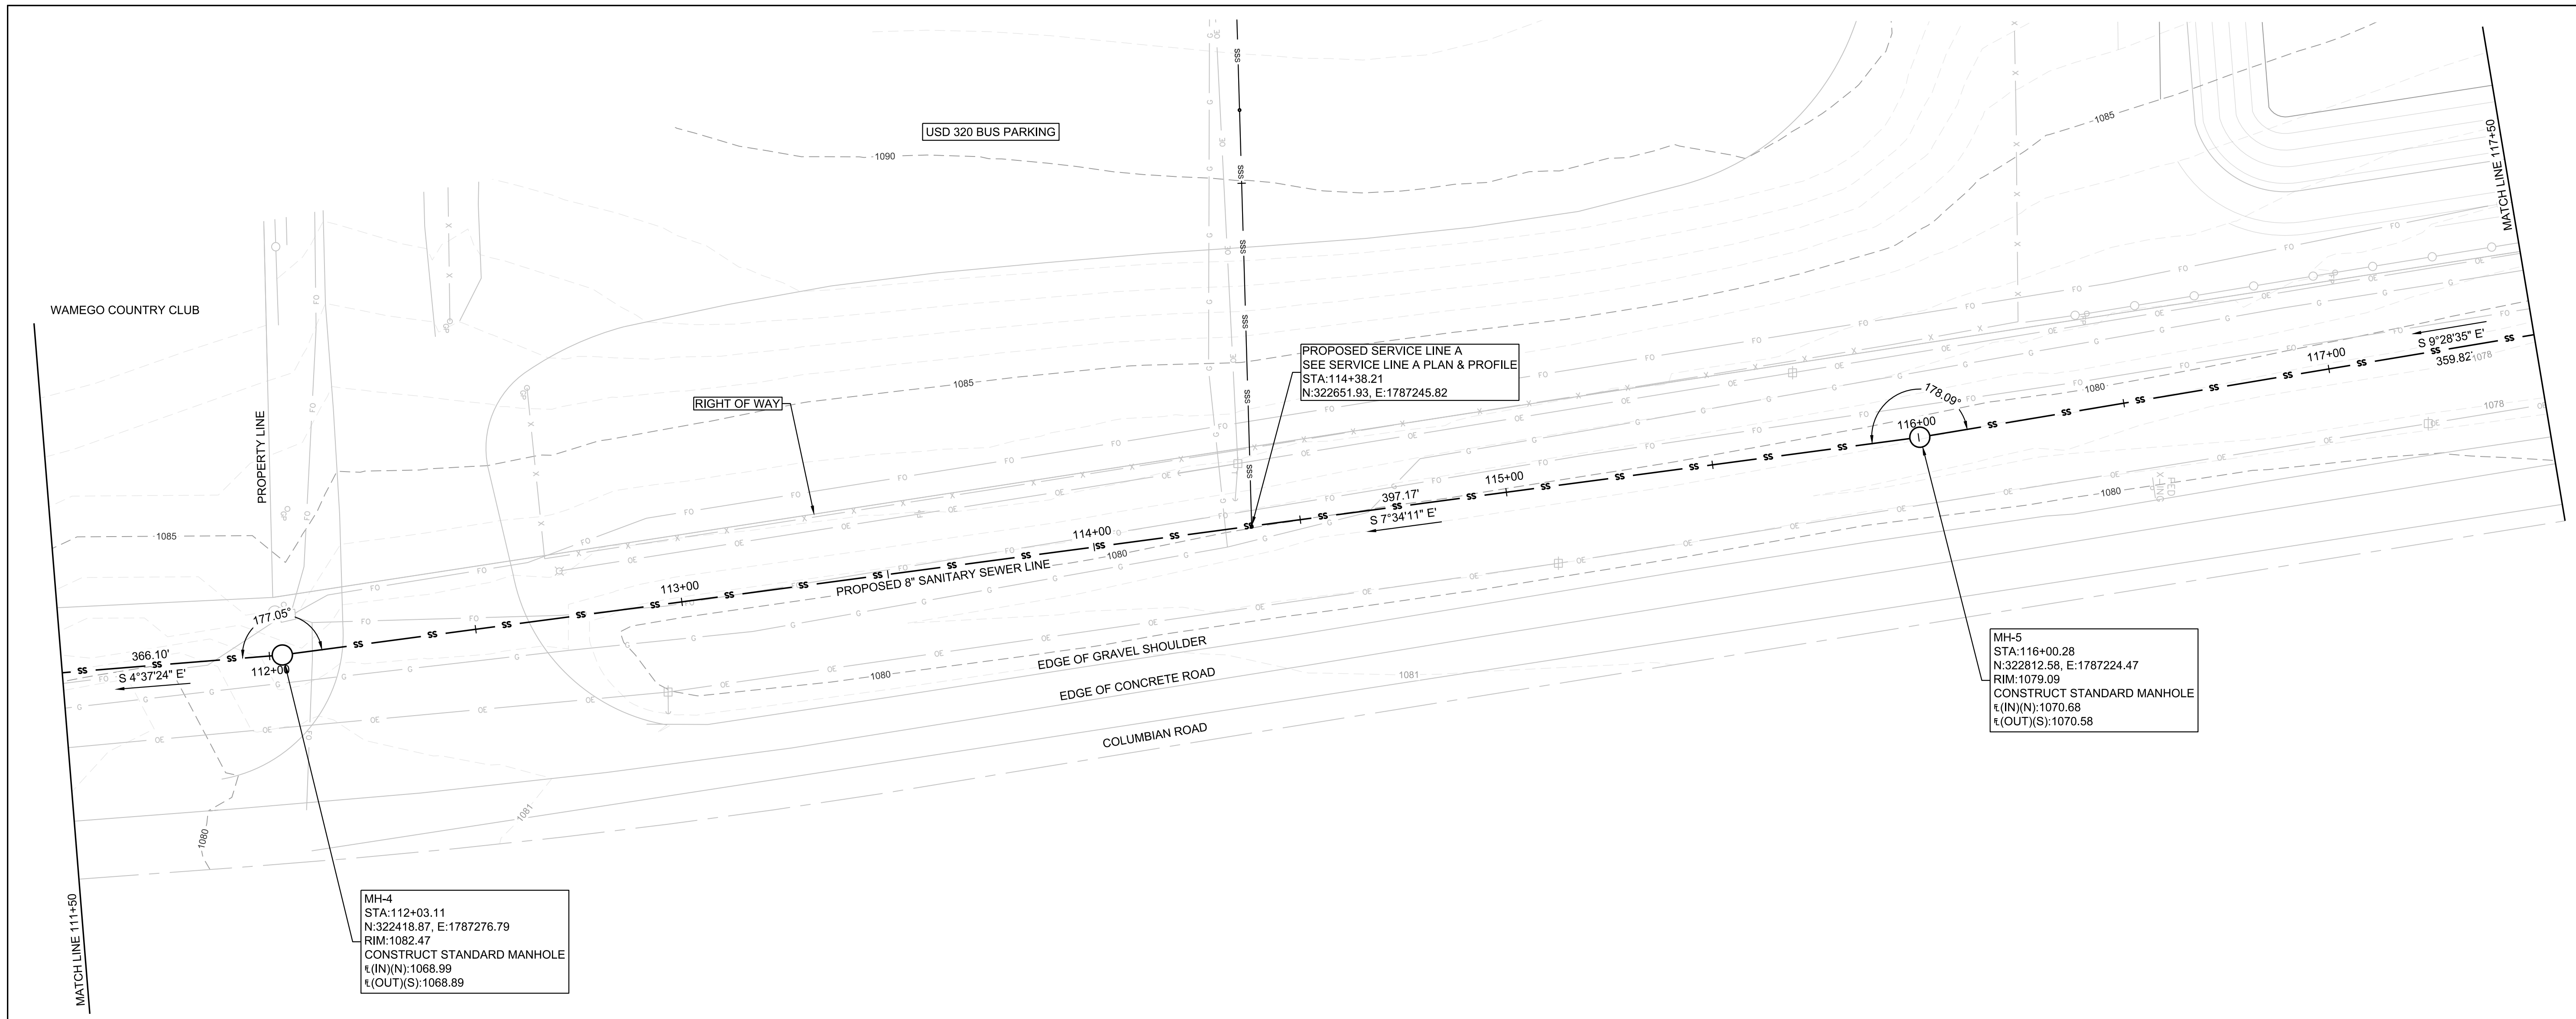 USD 320 BUS PARKING
1090
1085
MATCH LINE 117+50
WAMEGO COUNTRY CLUB
PROPERTY LINE
1085
RIGHT OF WAY
PROPOSED SERVICE LINE A
SEE SERVICE LINE A PLAN & PROFILE
STA:114+38.21
N:322651.93, E:1787245.82
S 9°28'35" E'
359.82'
1078
117+00
1080
1078
178.09°
116+00
115+00
397.17'
S 7°34'11" E'
1080
114+00
1080
PROPOSED 8" SANITARY SEWER LINE
113+00
1085
177.05°
112+00
366.10'
S 4°37'24" E'
PED
X-ING
EDGE OF GRAVEL SHOULDER
1080
EDGE OF CONCRETE ROAD
1081
COLUMBIAN ROAD
1081
1080
MH-5
STA:116+00.28
N:322812.58, E:1787224.47
RIM:1079.09
CONSTRUCT STANDARD MANHOLE
℄(IN)(N):1070.68
℄(OUT)(S):1070.58
MH-4
STA:112+03.11
N:322418.87, E:1787276.79
RIM:1082.47
CONSTRUCT STANDARD MANHOLE
℄(IN)(N):1068.99
℄(OUT)(S):1068.89
MATCH LINE 111+50
SS
SSS
FO
OE
G
X